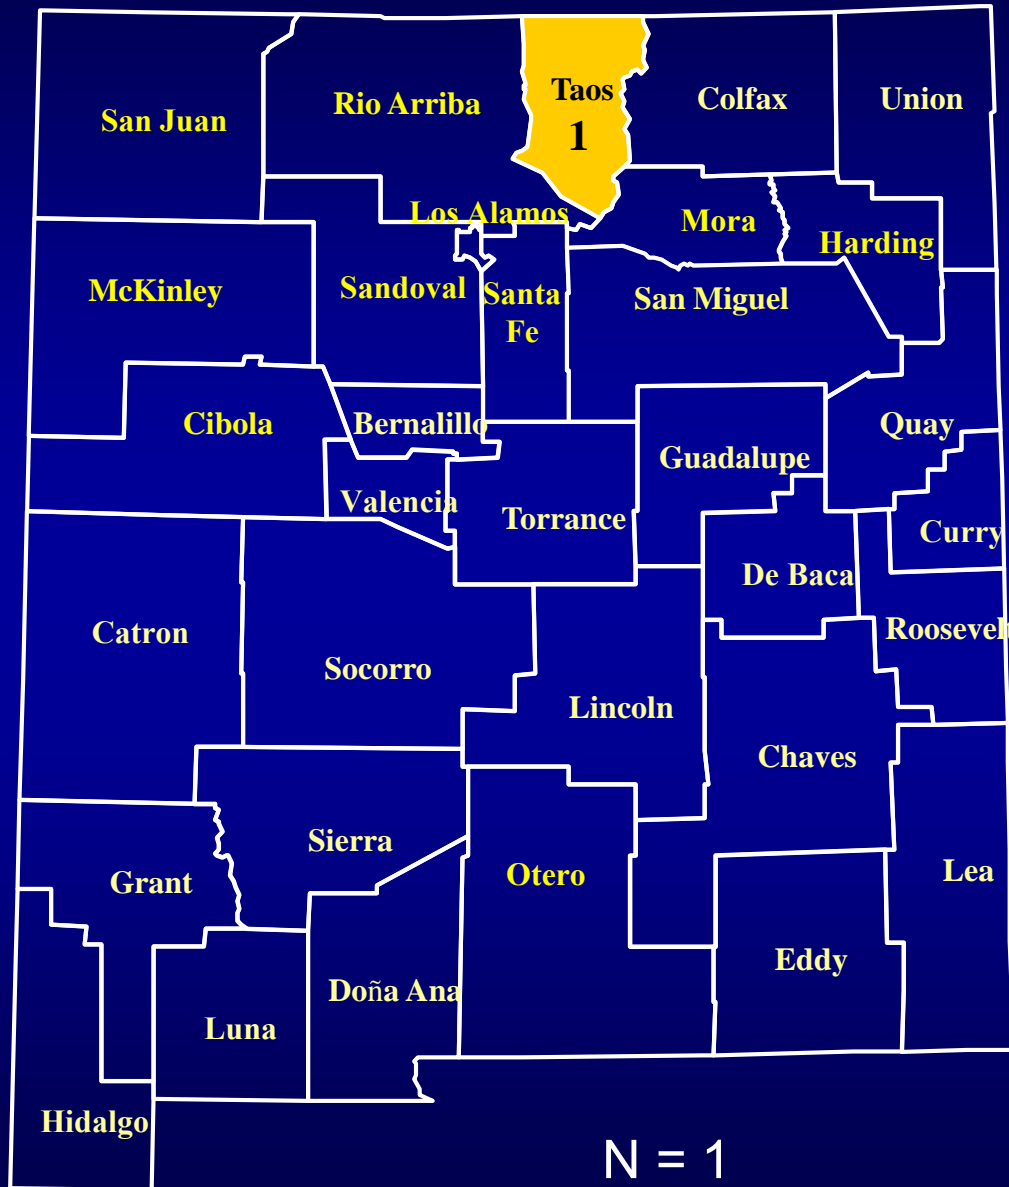 Taos
1
Rio Arriba
Colfax
Union
San Juan
Los Alamos
Mora
Harding
McKinley
Sandoval
Santa
Fe
San Miguel
Cibola
Bernalillo
Quay
Guadalupe
Valencia
Torrance
Curry
De Baca
Catron
Roosevelt
Socorro
Lincoln
Chaves
Sierra
Grant
Otero
Lea
Eddy
Doña Ana
Luna
Hidalgo
N = 1